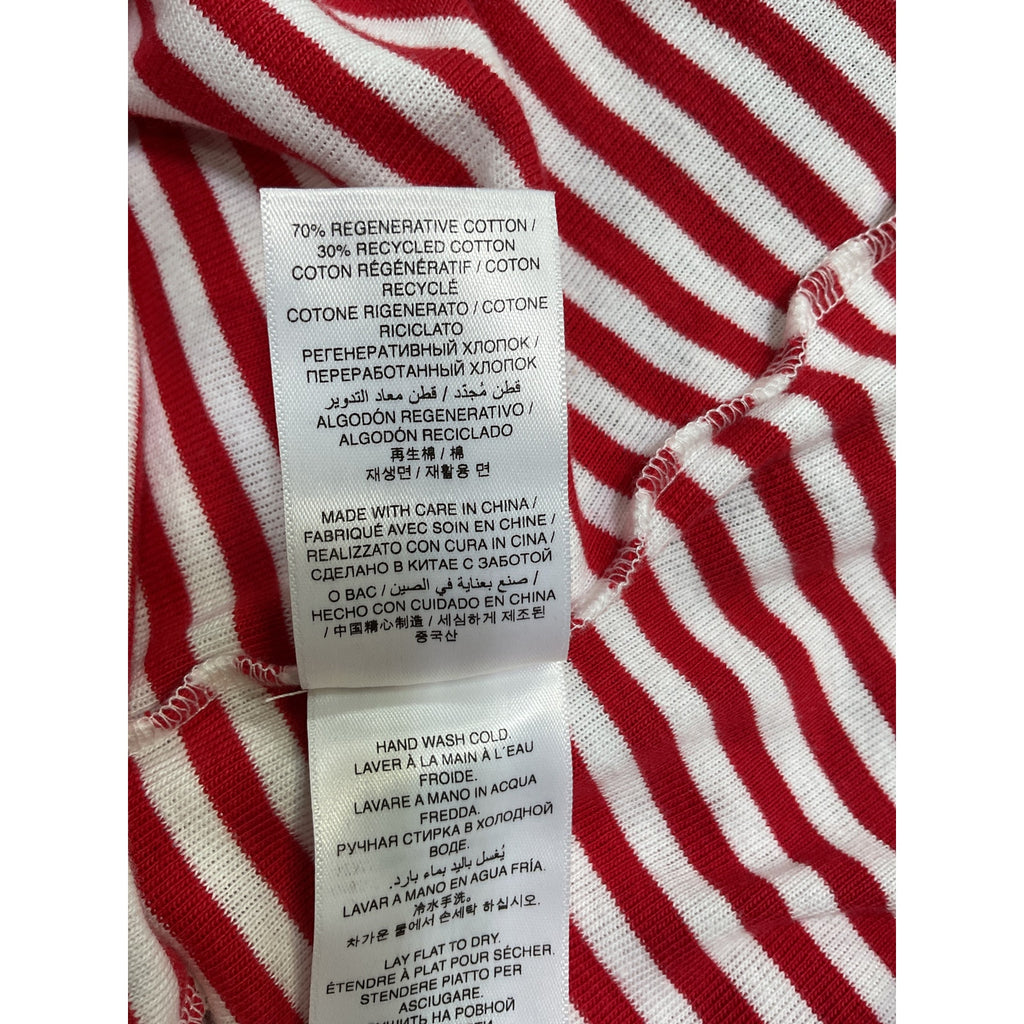 70% REGENERATIVE COTTON /
30% RECYCLED COTTON
COTON RÉGÉNÉRATIF / COTON
RECYCLÉ
COTONE RIGENERATO / COTONE
RICICLATO
РЕГЕНЕРАТИВНЫЙ ХЛОПОК /
ПЕРЕРАБОТАННЫЙ ХЛОПОК
قطن مُجدّد / قطن معاد التدوير
ALGODÓN REGENERATIVO /
ALGODÓN RECICLADO
再生棉 / 棉
재생면 / 재활용 면
MADE WITH CARE IN CHINA /
FABRIQUÉ AVEC SOIN EN CHINE /
REALIZZATO CON CURA IN CINA /
СДЕЛАНО В КИТАЕ С ЗАБОТОЙ
О ВАС / صنع بعناية في الصين /
HECHO CON CUIDADO EN CHINA
/ 中国精心制造 / 세심하게 제조된
중국산
HAND WASH COLD.
LAVER À LA MAIN À L´EAU
FROIDE.
LAVARE A MANO IN ACQUA
FREDDA.
РУЧНАЯ СТИРКА В ХОЛОДНОЙ
ВОДЕ.
يُغسل باليد بماء بارد.
LAVAR A MANO EN AGUA FRÍA.
冷水手洗。
차가운 물에서 손세탁 하십시오.
LAY FLAT TO DRY.
ÉTENDRE À PLAT POUR SÉCHER.
STENDERE PIATTO PER
ASCIUGARE.
НА РОВНОЙ